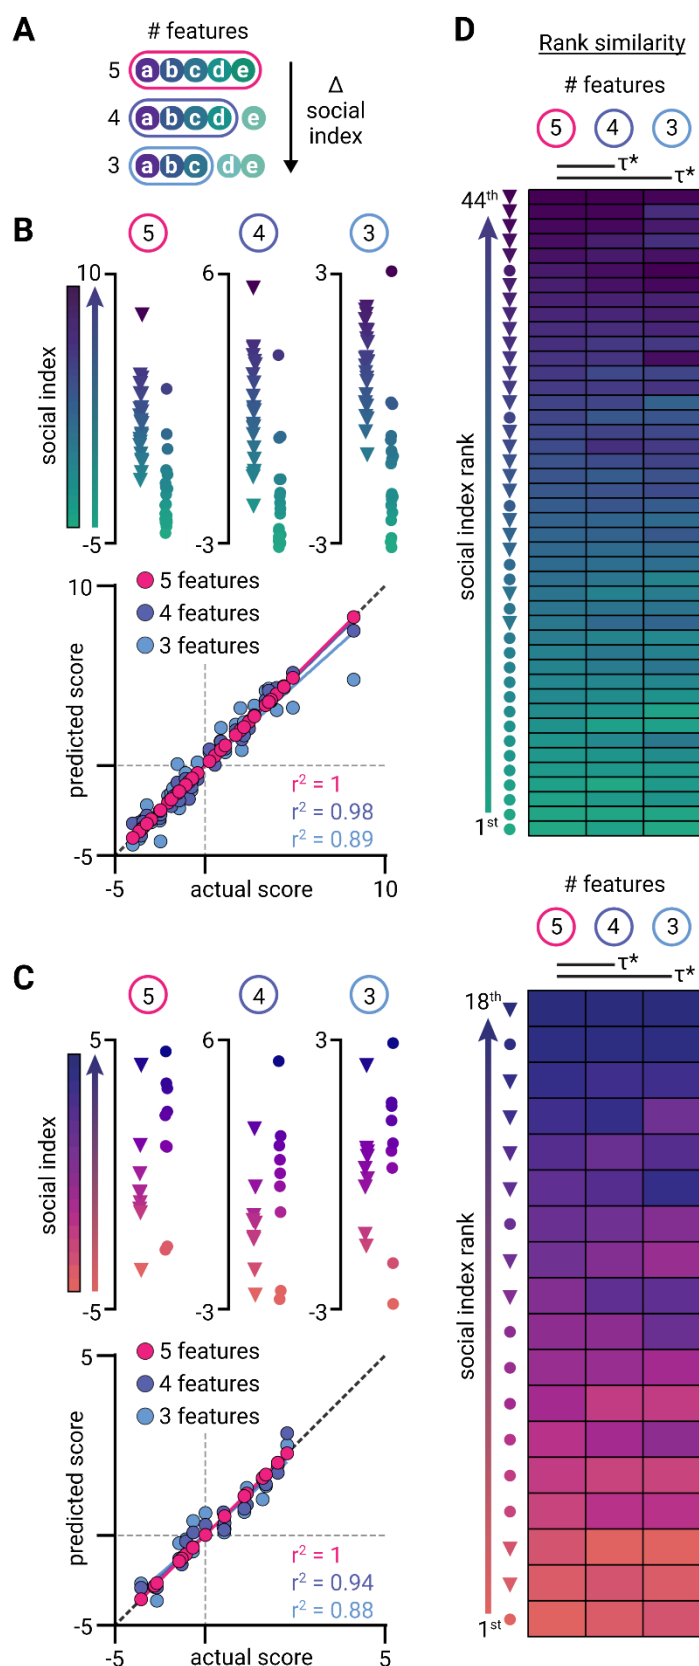 A
# features
5 a b c d e
4 a b c d e
3 a b c d e
Δ
social
index
B
5 4 3
10 6 3
social index
-5 -3 -3
10
5 features
4 features
3 features
predicted score
r² = 1
r² = 0.98
r² = 0.89
-5
-5 actual score 10
C
5 4 3
5 6 3
social index
-5 -3 -3
5
5 features
4 features
3 features
predicted score
r² = 1
r² = 0.94
r² = 0.88
-5
-5 actual score 5
D
Rank similarity
# features
5 4 3
τ*
τ*
44th
social index rank
1st
# features
5 4 3
τ*
τ*
18th
social index rank
1st